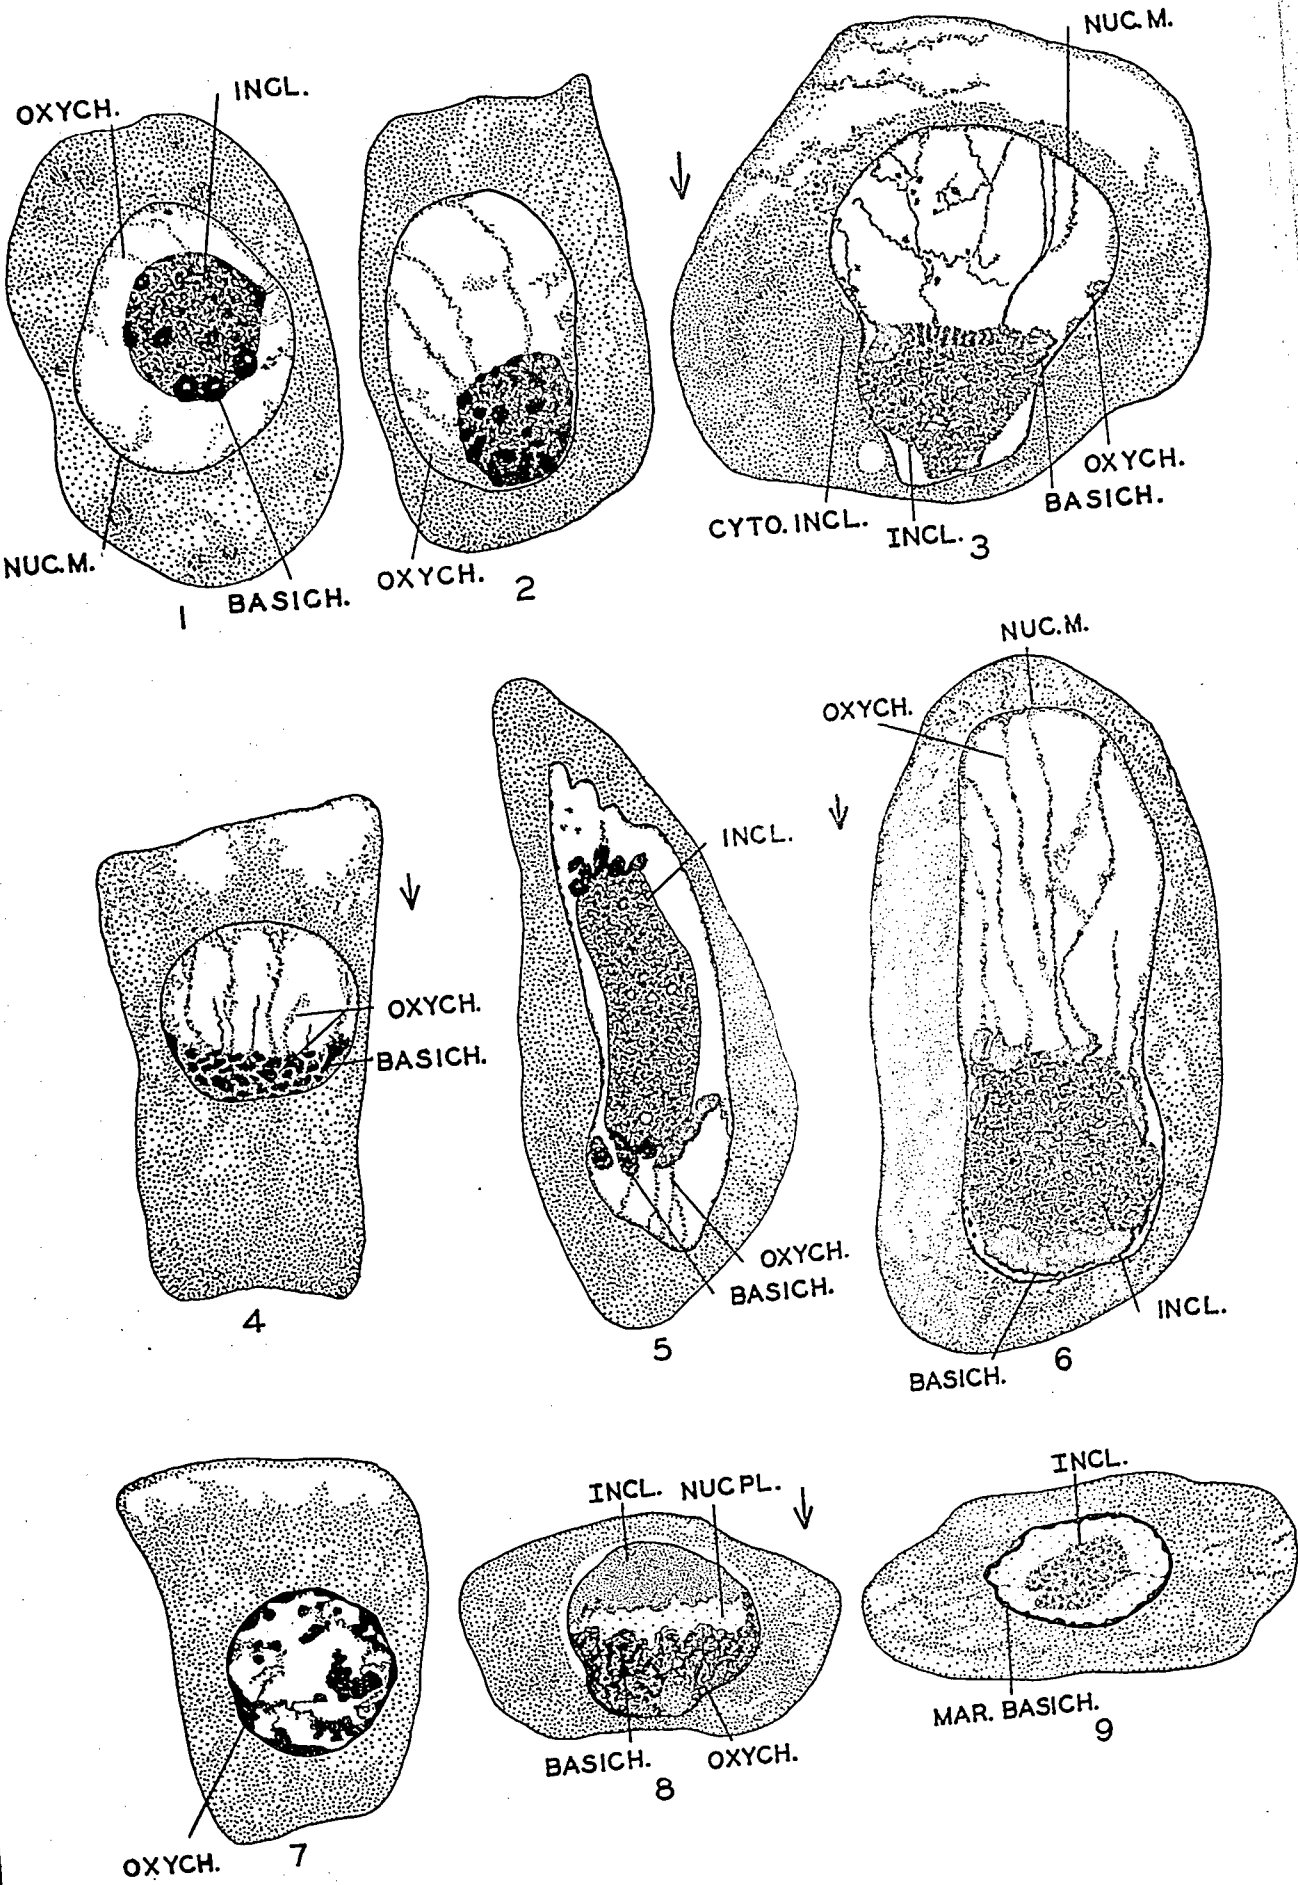 OXYCH.
INCL.
NUC.M.
BASICH.
1
OXYCH.
2
NUC.M.
CYTO. INCL.
INCL.
OXYCH.
BASICH.
3
OXYCH.
BASICH.
4
INCL.
OXYCH.
BASICH.
5
NUC.M.
OXYCH.
INCL.
BASICH.
6
OXYCH.
7
INCL.
NUC PL.
BASICH.
OXYCH.
8
INCL.
MAR. BASICH.
9